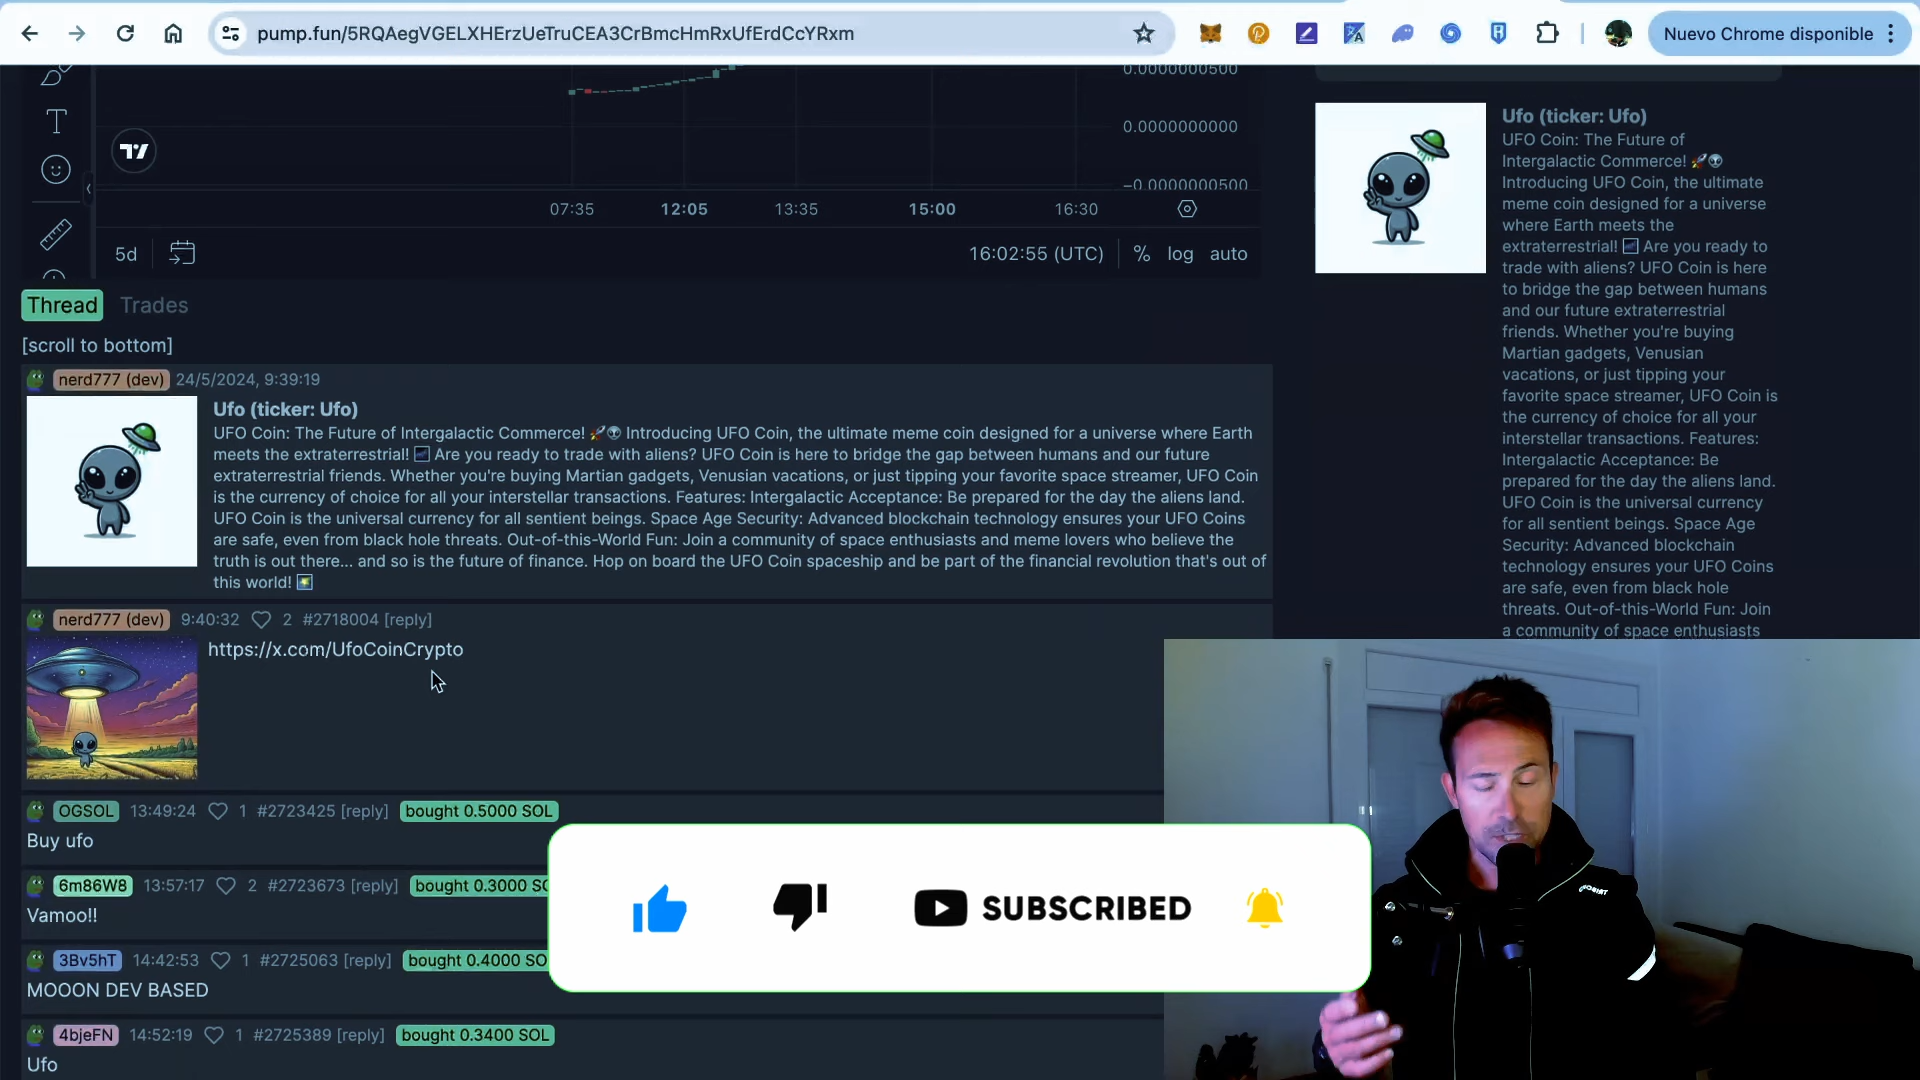 pump.fun/5RQAegVGELXHErzUeTruCEA3CrBmcHmRxUfErdCcYRxm
Nuevo Chrome disponible
0.0000000500
0.0000000000
−0.0000000500
07:35
12:05
13:35
15:00
16:30
5d
16:02:55 (UTC)
%
log
auto
Thread
Trades
[scroll to bottom]
nerd777 (dev) 24/5/2024, 9:39:19
Ufo (ticker: Ufo)
UFO Coin: The Future of Intergalactic Commerce! 🚀👽 Introducing UFO Coin, the ultimate meme coin designed for a universe where Earth
meets the extraterrestrial! 🌌 Are you ready to trade with aliens? UFO Coin is here to bridge the gap between humans and our future
extraterrestrial friends. Whether you're buying Martian gadgets, Venusian vacations, or just tipping your favorite space streamer, UFO Coin
is the currency of choice for all your interstellar transactions. Features: Intergalactic Acceptance: Be prepared for the day the aliens land.
UFO Coin is the universal currency for all sentient beings. Space Age Security: Advanced blockchain technology ensures your UFO Coins
are safe, even from black hole threats. Out-of-this-World Fun: Join a community of space enthusiasts and meme lovers who believe the
truth is out there... and so is the future of finance. Hop on board the UFO Coin spaceship and be part of the financial revolution that's out of
this world! 🌠
nerd777 (dev) 9:40:32 2 #2718004 [reply]
https://x.com/UfoCoinCrypto
OGSOL 13:49:24 1 #2723425 [reply] bought 0.5000 SOL
Buy ufo
6m86W8 13:57:17 2 #2723673 [reply] bought 0.3000
Vamoo!!
3Bv5hT 14:42:53 1 #2725063 [reply] bought 0.4000
MOOON DEV BASED
4bjeFN 14:52:19 1 #2725389 [reply] bought 0.3400 SOL
Ufo
Ufo (ticker: Ufo)
UFO Coin: The Future of
Intergalactic Commerce! 🚀👽
Introducing UFO Coin, the ultimate
meme coin designed for a universe
where Earth meets the
extraterrestrial! 🌌 Are you ready to
trade with aliens? UFO Coin is here
to bridge the gap between humans
and our future extraterrestrial
friends. Whether you're buying
Martian gadgets, Venusian
vacations, or just tipping your
favorite space streamer, UFO Coin is
the currency of choice for all your
interstellar transactions. Features:
Intergalactic Acceptance: Be
prepared for the day the aliens land.
UFO Coin is the universal currency
for all sentient beings. Space Age
Security: Advanced blockchain
technology ensures your UFO Coins
are safe, even from black hole
threats. Out-of-this-World Fun: Join
a community of space enthusiasts
SUBSCRIBED